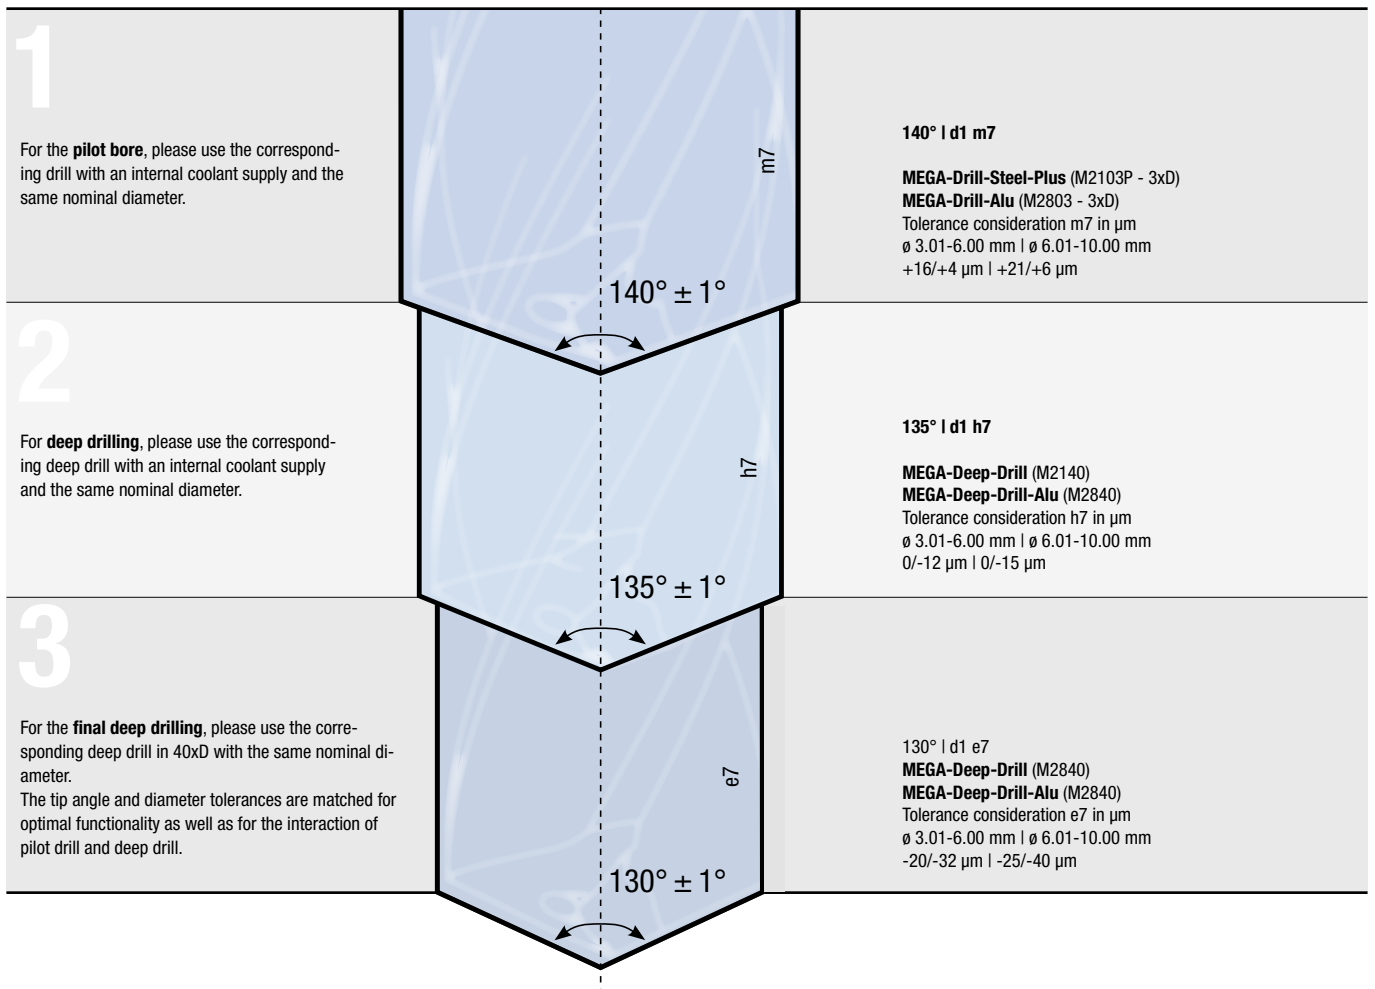 1
For the pilot bore, please use the correspond-
ing drill with an internal coolant supply and the
same nominal diameter.
m7
140° ± 1°
140° | d1 m7
MEGA-Drill-Steel-Plus (M2103P - 3xD)
MEGA-Drill-Alu (M2803 - 3xD)
Tolerance consideration m7 in µm
ø 3.01-6.00 mm | ø 6.01-10.00 mm
+16/+4 µm | +21/+6 µm
2
For deep drilling, please use the correspond-
ing deep drill with an internal coolant supply
and the same nominal diameter.
h7
135° ± 1°
135° | d1 h7
MEGA-Deep-Drill (M2140)
MEGA-Deep-Drill-Alu (M2840)
Tolerance consideration h7 in µm
ø 3.01-6.00 mm | ø 6.01-10.00 mm
0/-12 µm | 0/-15 µm
3
For the final deep drilling, please use the corre-
sponding deep drill in 40xD with the same nominal di-
ameter.
The tip angle and diameter tolerances are matched for
optimal functionality as well as for the interaction of
pilot drill and deep drill.
e7
130° ± 1°
130° | d1 e7
MEGA-Deep-Drill (M2840)
MEGA-Deep-Drill-Alu (M2840)
Tolerance consideration e7 in µm
ø 3.01-6.00 mm | ø 6.01-10.00 mm
-20/-32 µm | -25/-40 µm